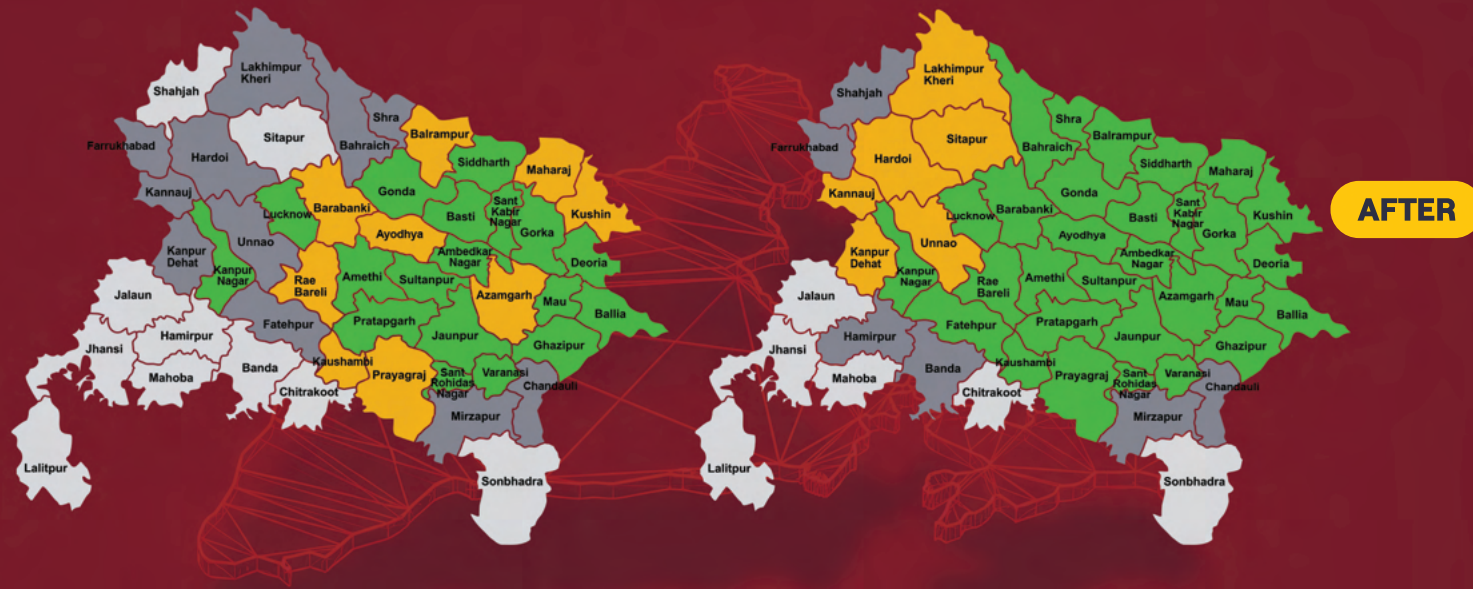 Lakhimpur
Kheri
Shahjah
Shra
Balrampur
Sitapur
Farrukhabad
Bahraich
Hardoi
Siddharth
Maharaj
Kannauj
Gonda
Sant
Kabir
Nagar
Lucknow
Barabanki
Basti
Kushin
Gorka
Ayodhya
Unnao
Kanpur
Dehat
Ambedkar
Nagar
Deoria
Kanpur
Nagar
Rae
Bareli
Amethi
Sultanpur
Jalaun
Azamgarh
Mau
Ballia
Fatehpur
Pratapgarh
Hamirpur
Jaunpur
Ghazipur
Jhansi
Kaushambi
Banda
Mahoba
Prayagraj
Sant
Rohidas
Nagar
Varanasi
Chandauli
Chitrakoot
Mirzapur
Lalitpur
Sonbhadra
Lakhimpur
Kheri
Shahjah
Shra
Balrampur
Sitapur
Farrukhabad
Bahraich
Hardoi
Siddharth
Maharaj
Kannauj
Gonda
Sant
Kabir
Nagar
Lucknow
Barabanki
Basti
Kushin
Gorka
Ayodhya
Unnao
Kanpur
Dehat
Ambedkar
Nagar
Deoria
Kanpur
Nagar
Rae
Bareli
Amethi
Sultanpur
Jalaun
Azamgarh
Mau
Ballia
Fatehpur
Pratapgarh
Hamirpur
Jaunpur
Ghazipur
Jhansi
Kaushambi
Banda
Mahoba
Prayagraj
Sant
Rohidas
Nagar
Varanasi
Chandauli
Chitrakoot
Mirzapur
Lalitpur
Sonbhadra
AFTER